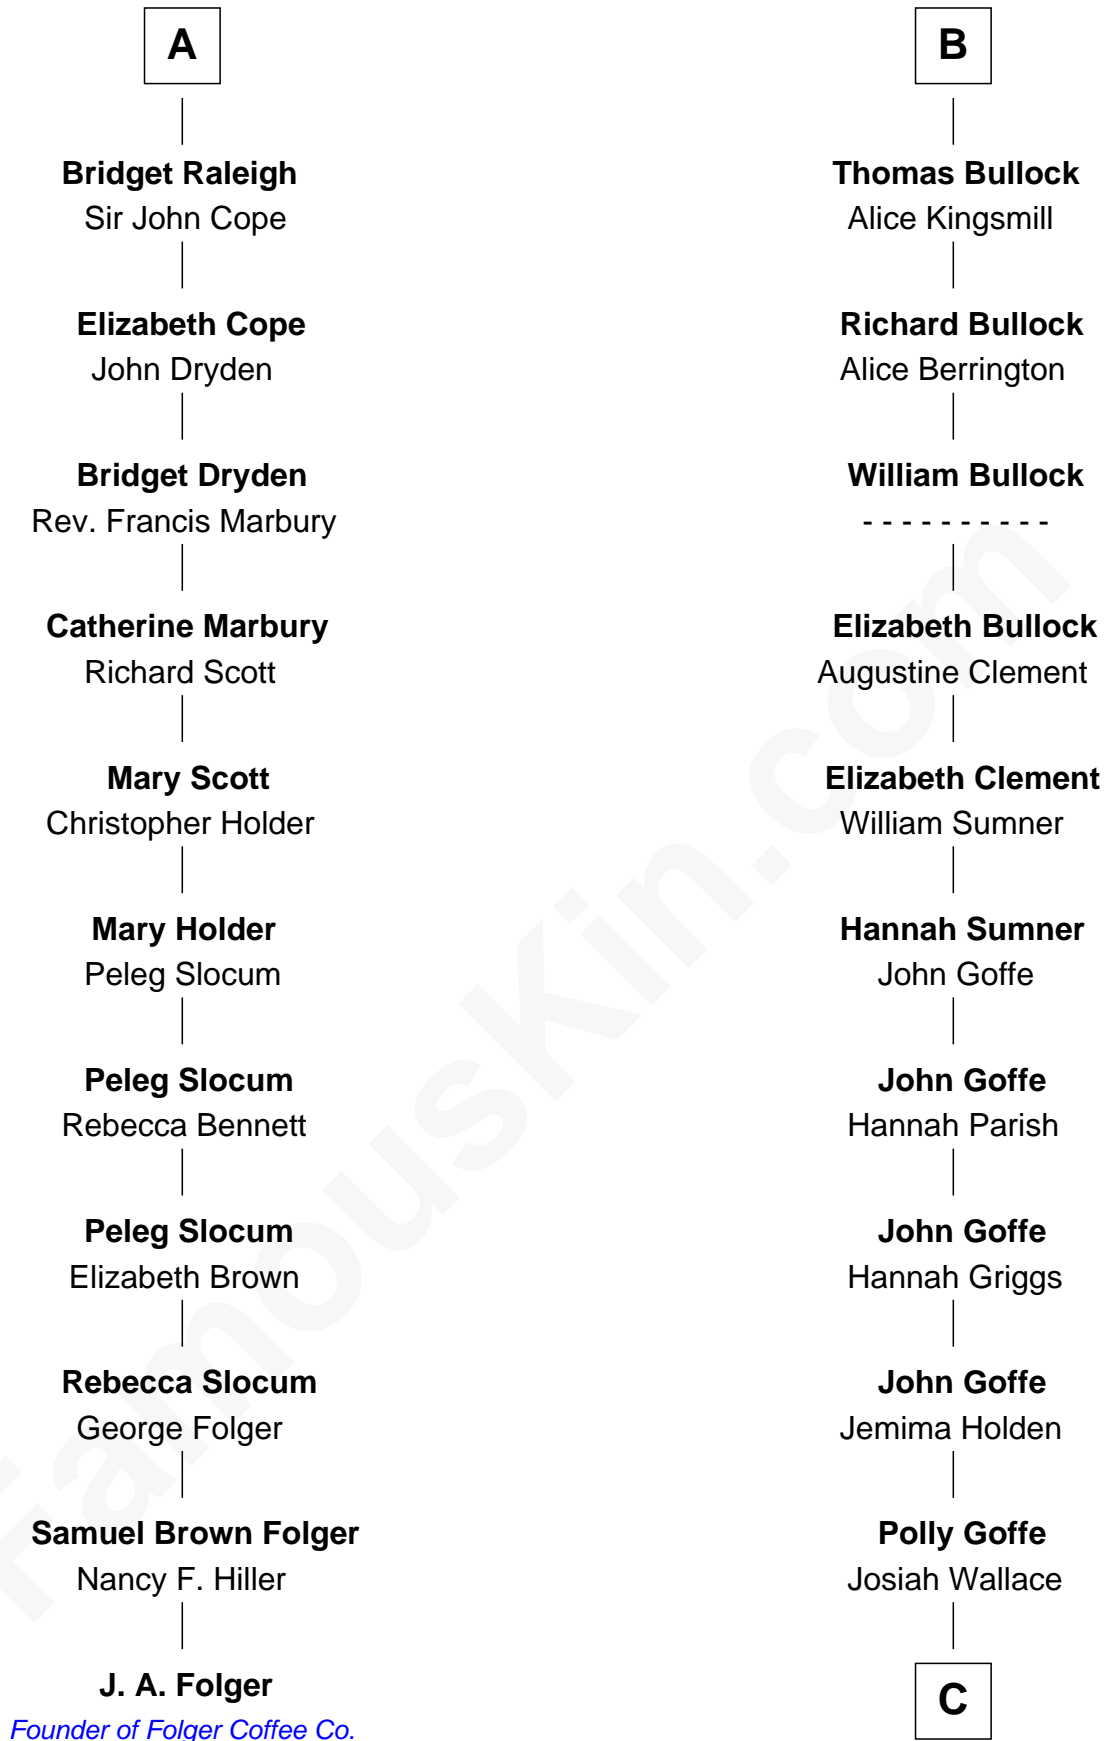 A
Bridget Raleigh
Sir John Cope
Elizabeth Cope
John Dryden
Bridget Dryden
Rev. Francis Marbury
Catherine Marbury
Richard Scott
Mary Scott
Christopher Holder
Mary Holder
Peleg Slocum
Peleg Slocum
Rebecca Bennett
Peleg Slocum
Elizabeth Brown
Rebecca Slocum
George Folger
Samuel Brown Folger
Nancy F. Hiller
J. A. Folger
Founder of Folger Coffee Co.
B
Thomas Bullock
Alice Kingsmill
Richard Bullock
Alice Berrington
William Bullock
- - - - - - - - - -
Elizabeth Bullock
Augustine Clement
Elizabeth Clement
William Sumner
Hannah Sumner
John Goffe
John Goffe
Hannah Parish
John Goffe
Hannah Griggs
John Goffe
Jemima Holden
Polly Goffe
Josiah Wallace
C
FamousKin.com